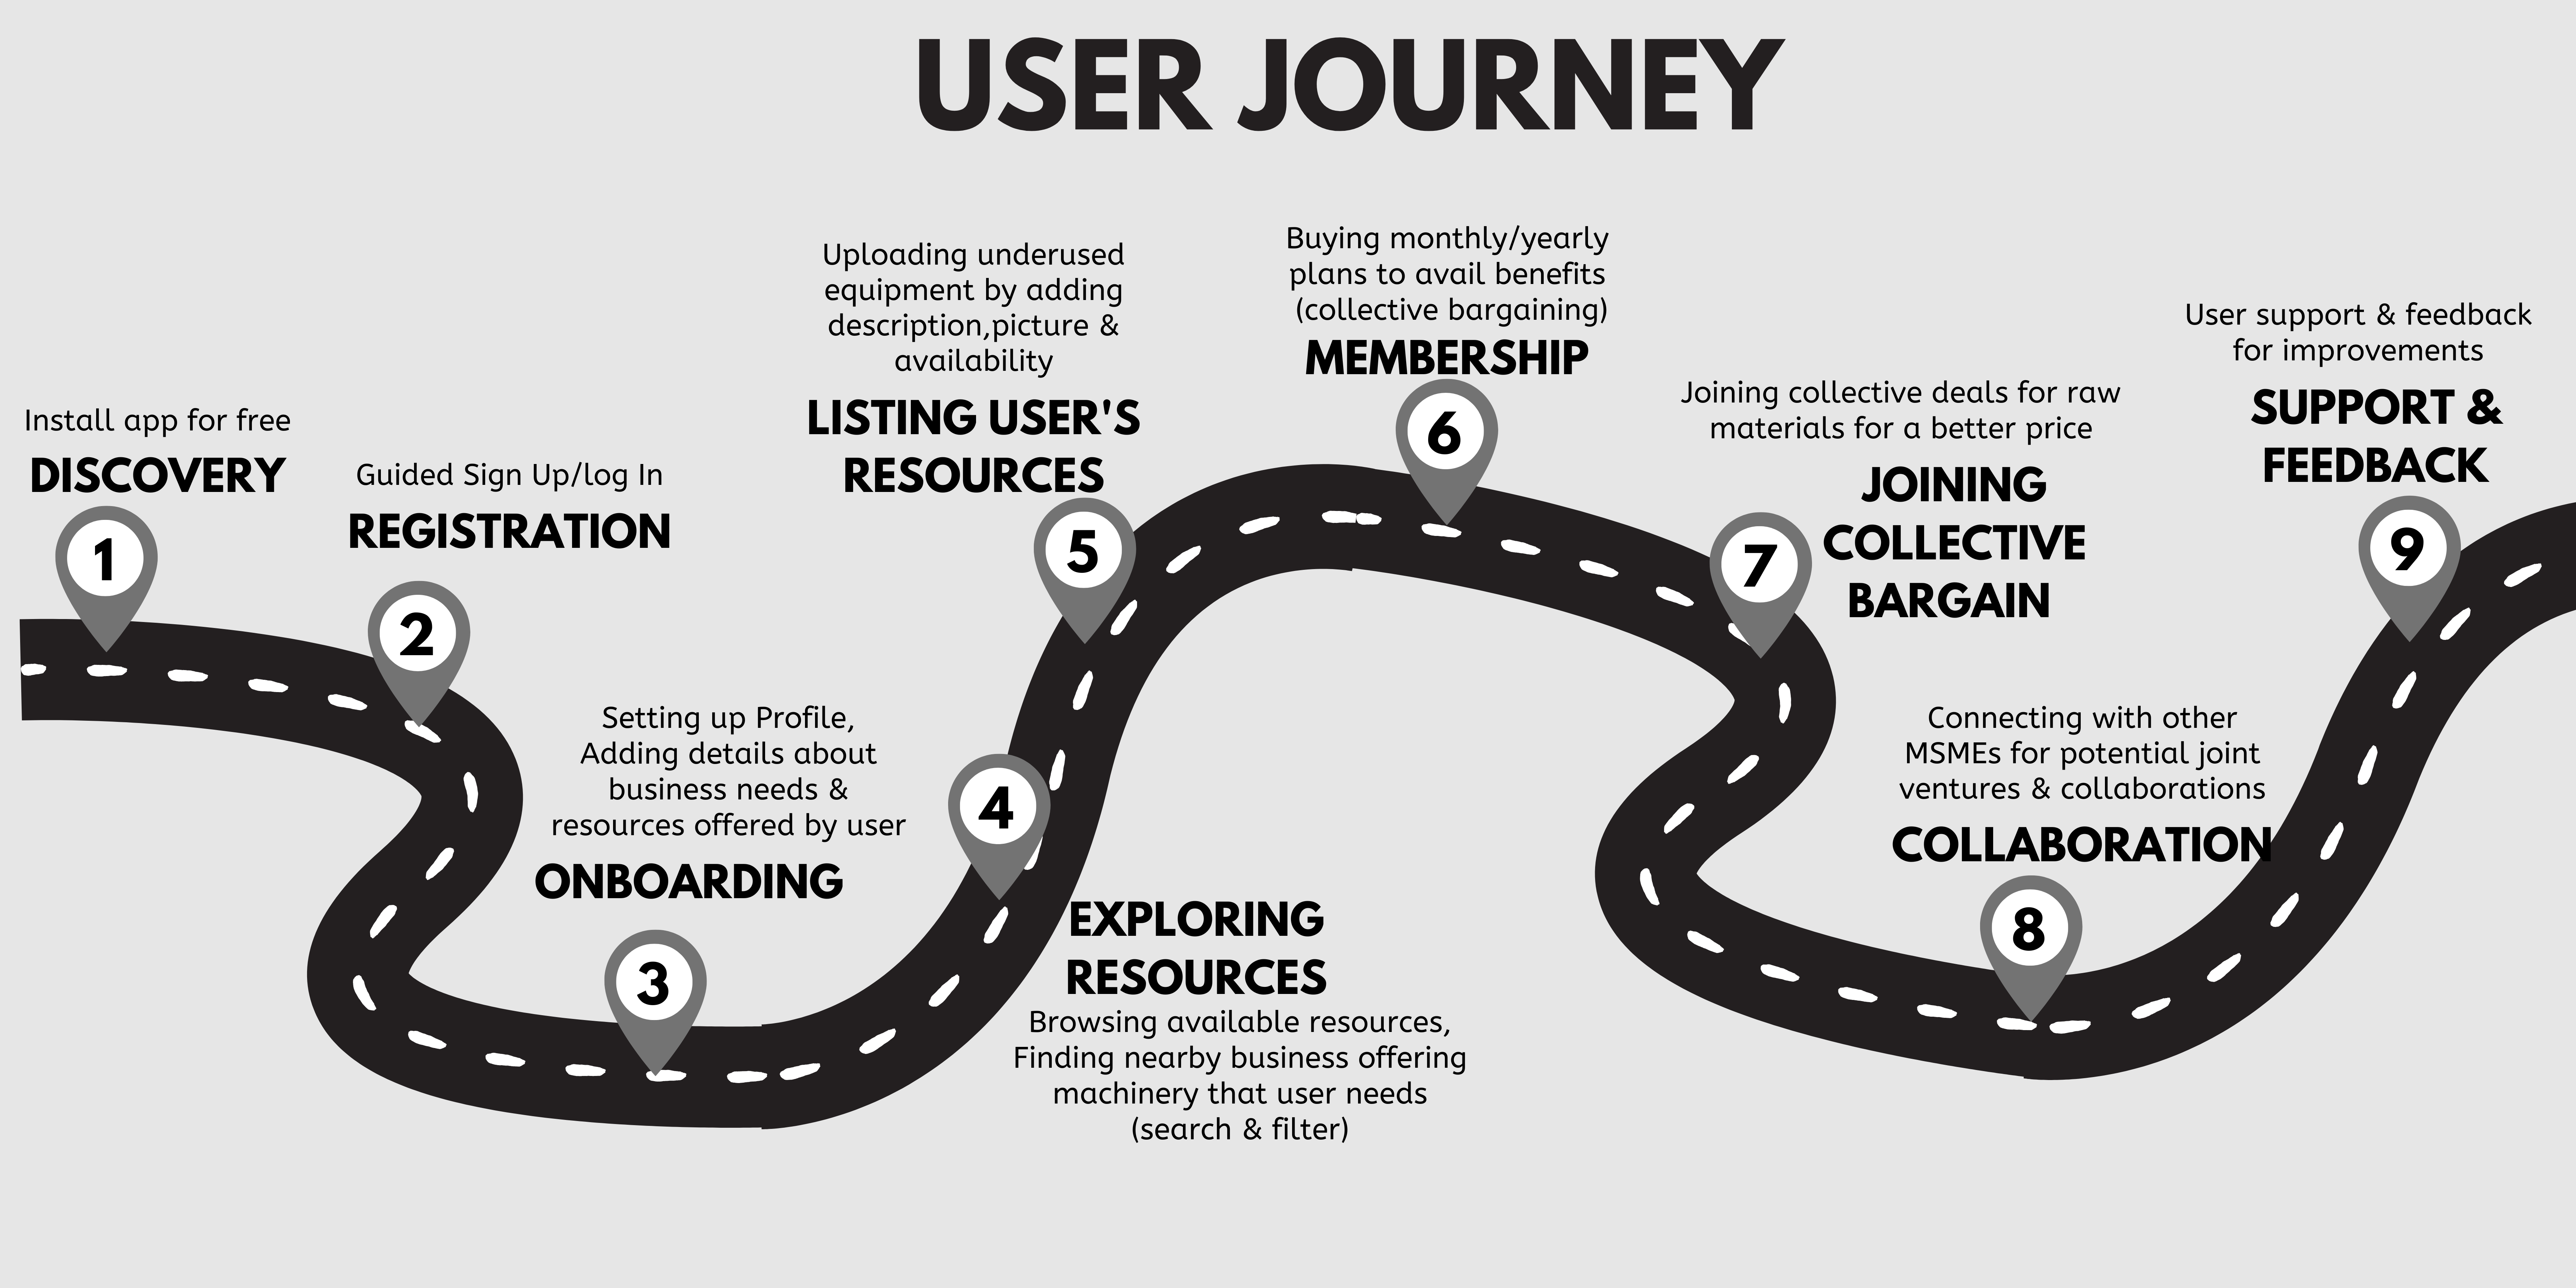 USER JOURNEY
Install app for free
DISCOVERY
1
Guided Sign Up/log In
REGISTRATION
2
Setting up Profile,
Adding details about
business needs &
resources offered by user
ONBOARDING
3
4
EXPLORING
RESOURCES
Browsing available resources,
Finding nearby business offering
machinery that user needs
(search & filter)
Uploading underused
equipment by adding
description,picture &
availability
LISTING USER'S
RESOURCES
5
Buying monthly/yearly
plans to avail benefits
(collective bargaining)
MEMBERSHIP
6
Joining collective deals for raw
materials for a better price
JOINING
COLLECTIVE
BARGAIN
7
Connecting with other
MSMEs for potential joint
ventures & collaborations
COLLABORATION
8
User support & feedback
for improvements
SUPPORT &
FEEDBACK
9